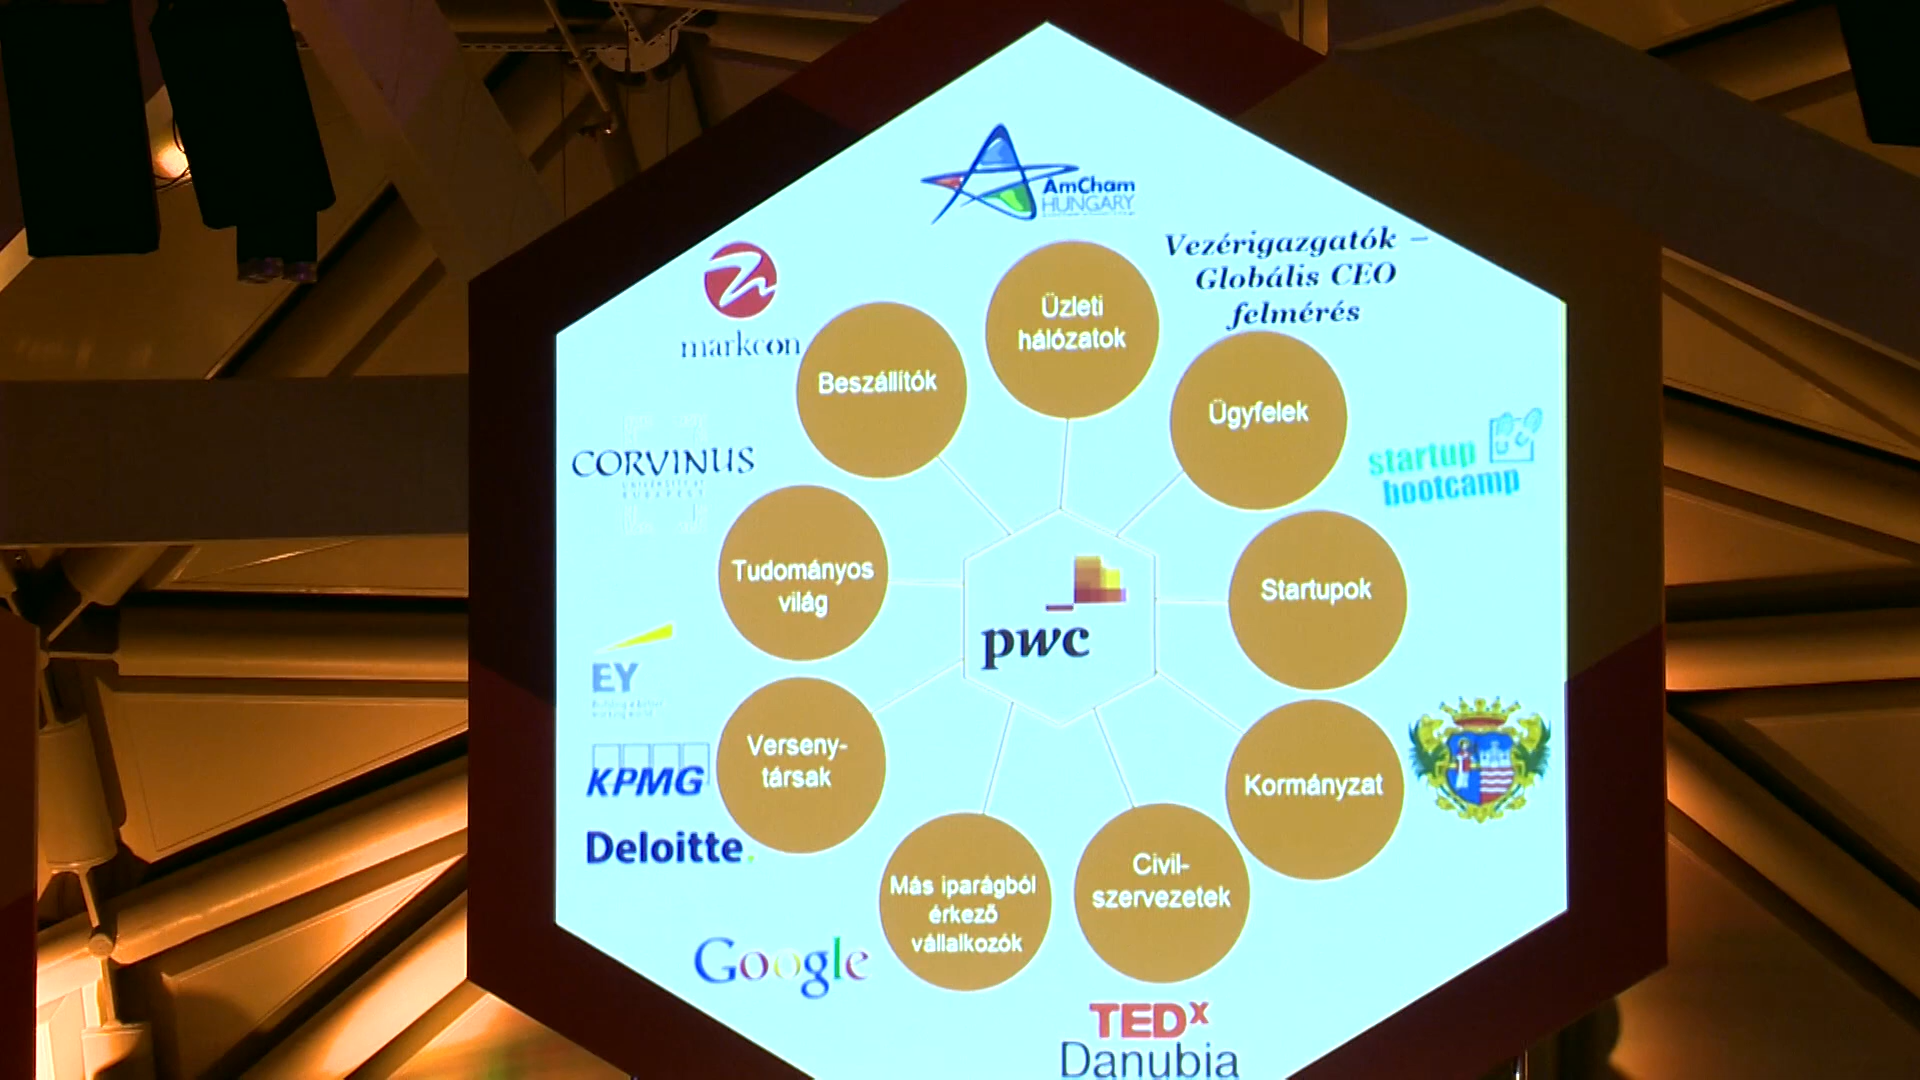 AmCham
HUNGARY
Vezérigazgatók –
Globális CEO
felmérés
markcon
Üzleti
hálózatok
Beszállítók
Ügyfelek
startup
bootcamp
CORVINUS
Tudományos
világ
Startupok
pwc
EY
KPMG
Deloitte.
Verseny-
társak
Kormányzat
Más iparágból
érkező
vállalkozók
Civil-
szervezetek
Google
TEDx
Danubia